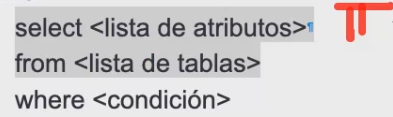 select <lista de atributos>¶
from <lista de tablas>
where <condición>